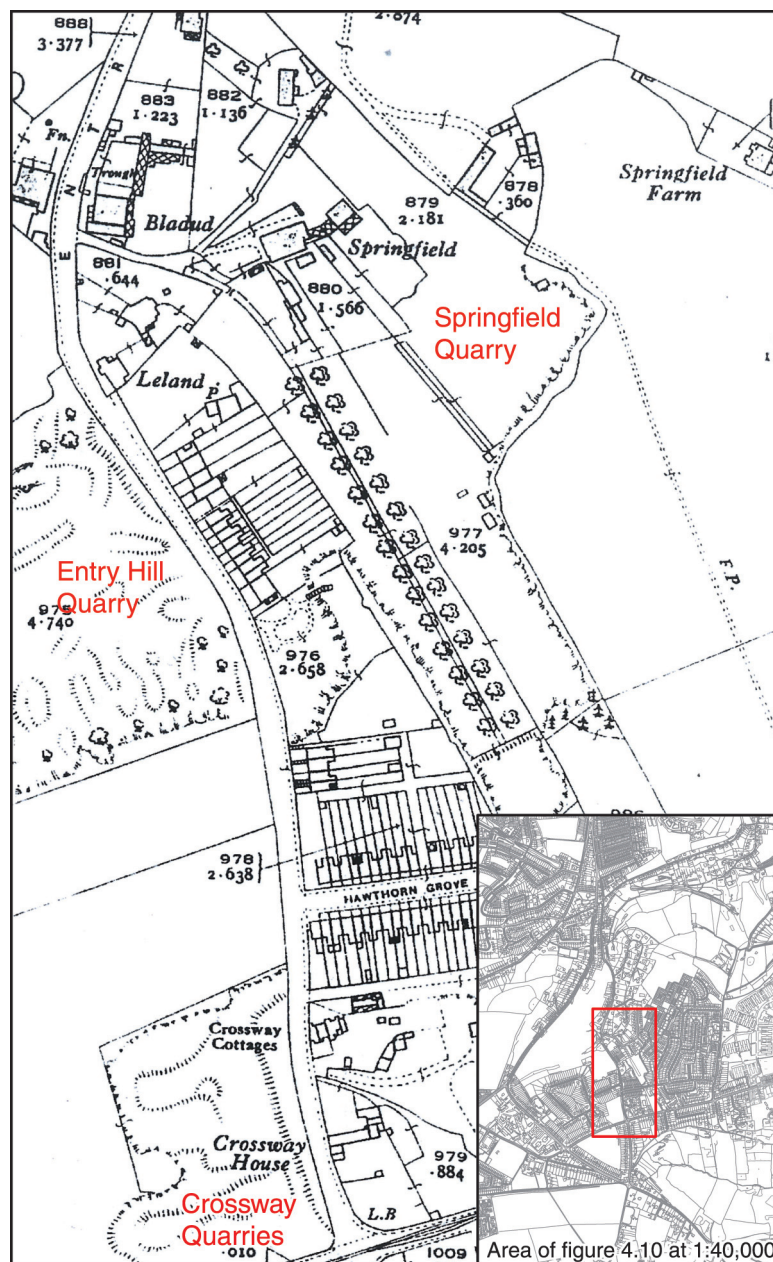 888
3.377
2.074
883
1.223
882
1.136
Fn.
Trough
Bladud
879
2.181
878
.360
Springfield
Farm
Springfield
881
.644
880
1.566
Springfield
Quarry
E N T R
Leland
P.
977
4.205
F.P.
Entry Hill
Quarry
975
4.740
976
2.658
978
2.638
HAWTHORN GROVE
Crossway
Cottages
Crossway
House
979
.884
Crossway
Quarries
L.B
.010
1009
Area of figure 4.10 at 1:40,000